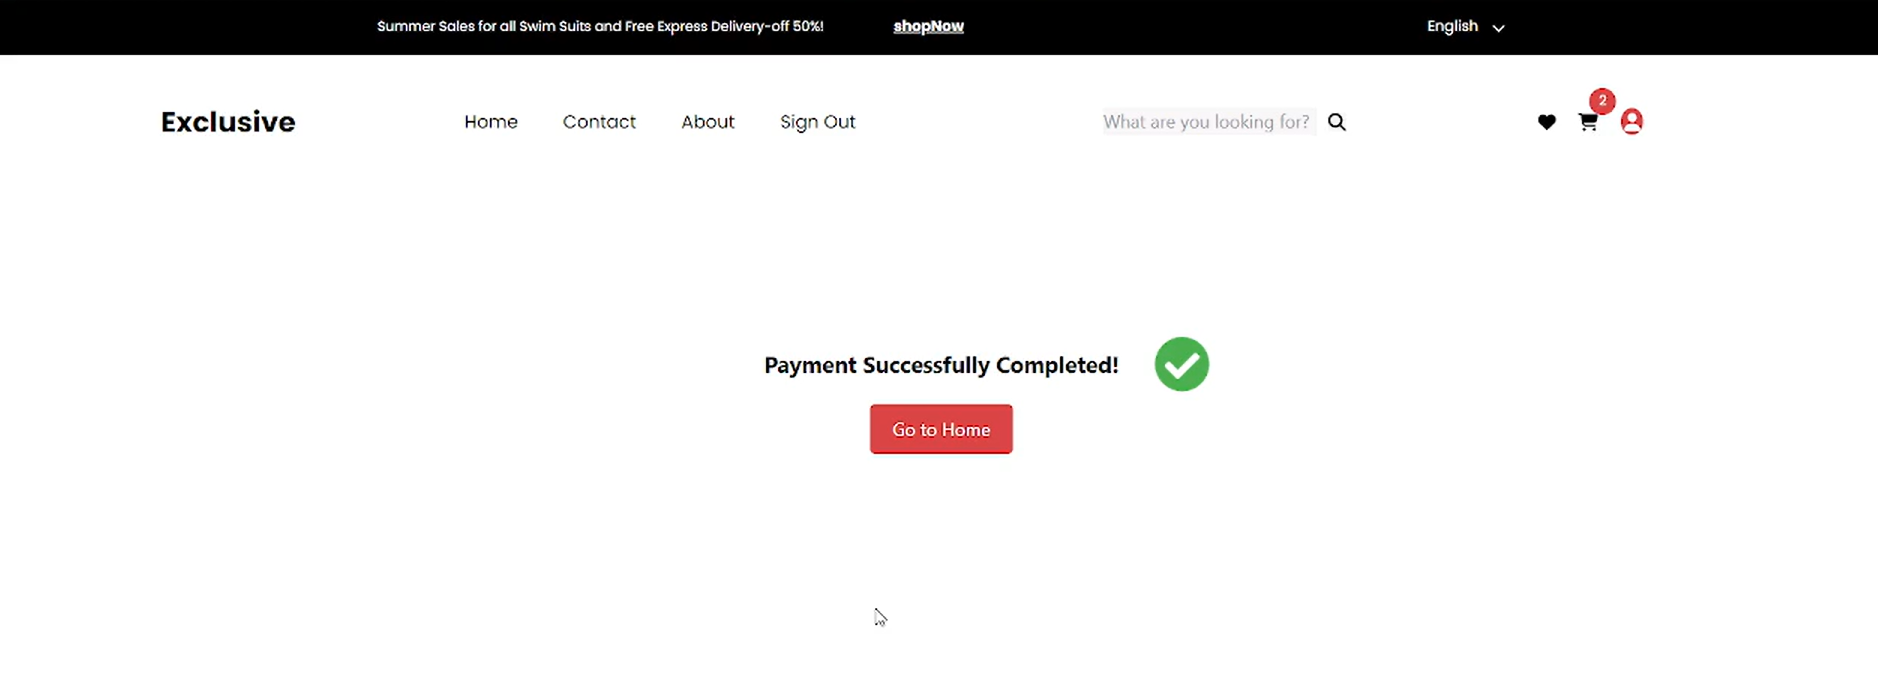 Summer Sales for all Swim Suits and Free Express Delivery-off 50%! shopNow English
Exclusive Home Contact About Sign Out What are you looking for? 2
Payment Successfully Completed!
Go to Home